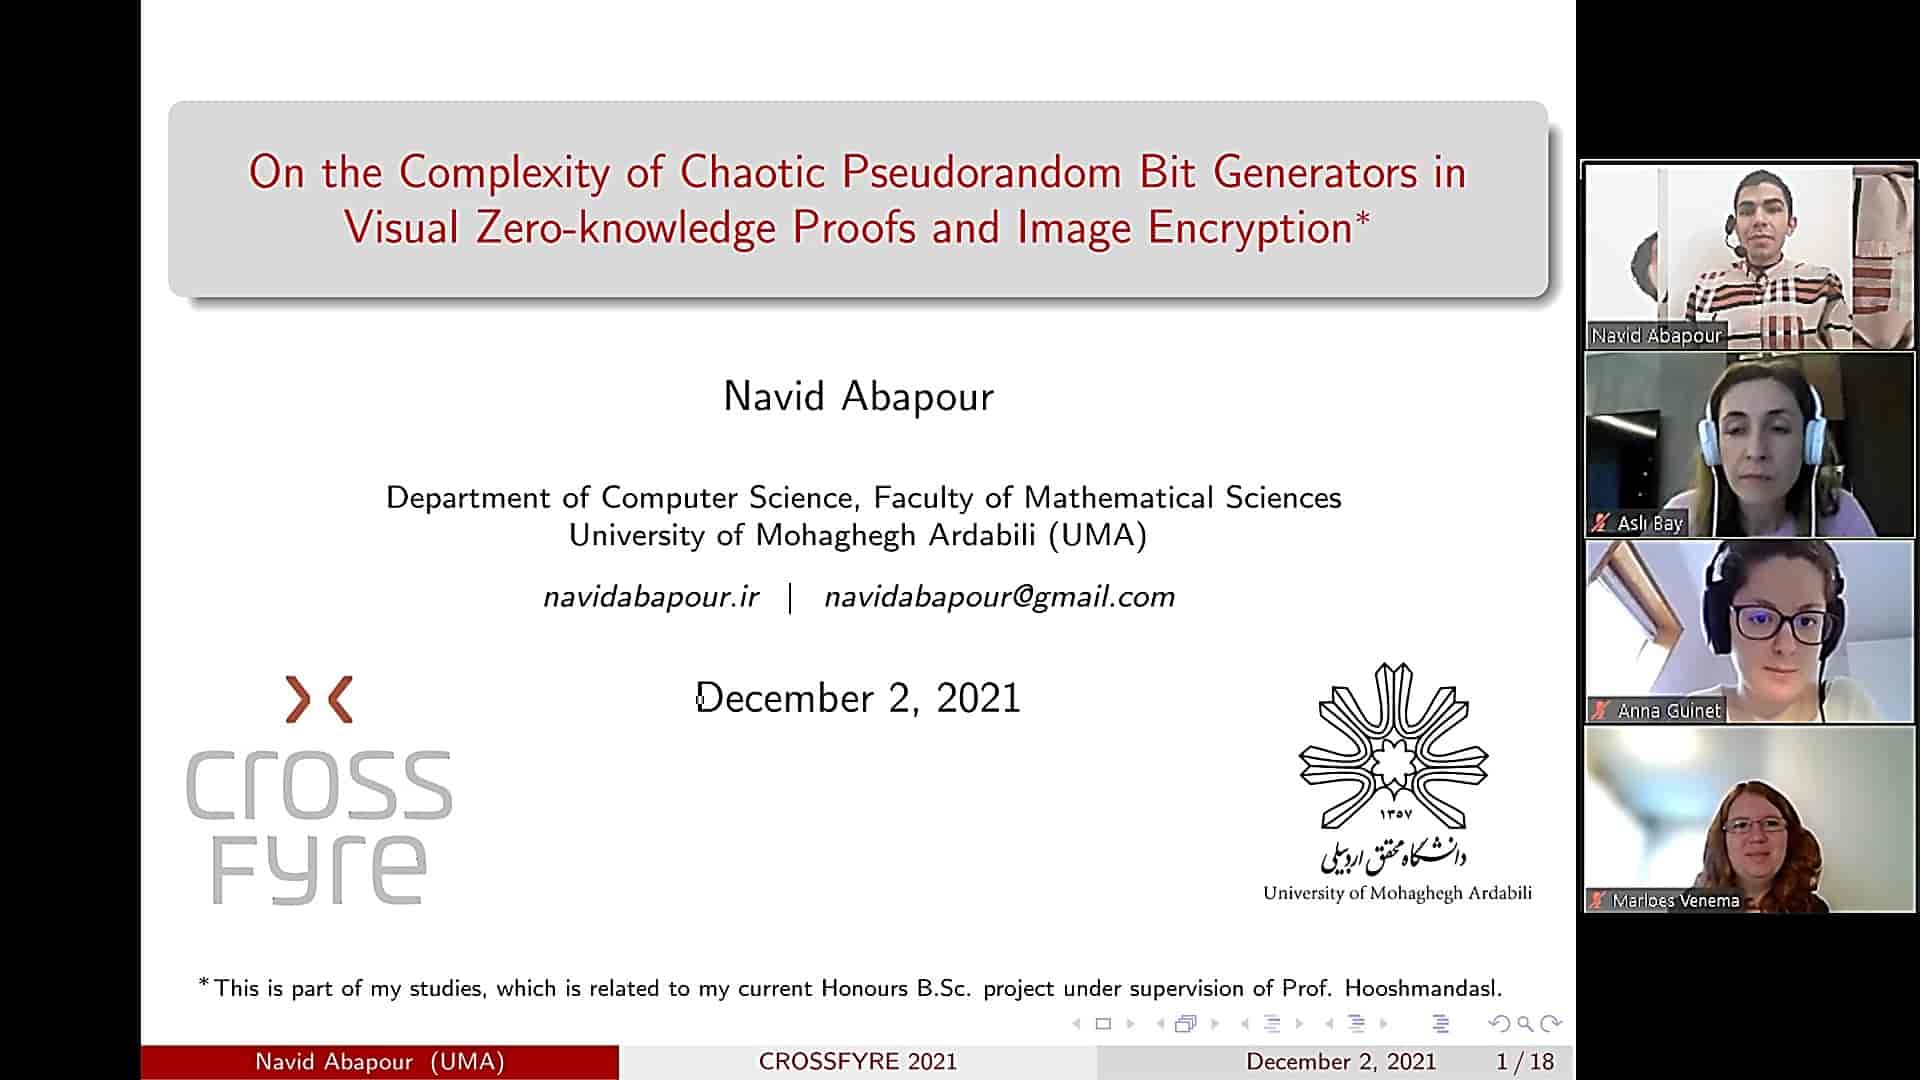 On the Complexity of Chaotic Pseudorandom Bit Generators in
Visual Zero-knowledge Proofs and Image Encryption*
Navid Abapour
Department of Computer Science, Faculty of Mathematical Sciences
University of Mohaghegh Ardabili (UMA)
navidabapour.ir | navidabapour@gmail.com
December 2, 2021
cross
fyre
۱۳۵۷
دانشگاه محقق اردبیلی
University of Mohaghegh Ardabili
*This is part of my studies, which is related to my current Honours B.Sc. project under supervision of Prof. Hooshmandasl.
Navid Abapour (UMA)
CROSSFYRE 2021
December 2, 2021
1 / 18
Navid Abapour
Aslı Bay
Anna Guinet
Marloes Venema